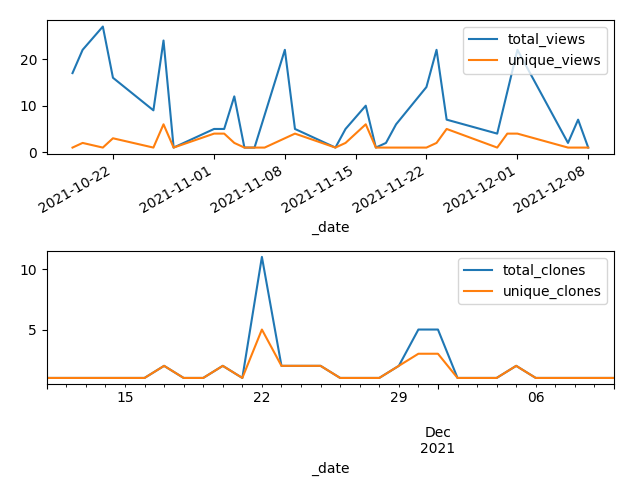 20
10
0
total_views
unique_views
2021-10-22
2021-11-01
2021-11-08
2021-11-15
2021-11-22
2021-12-01
2021-12-08
_date
10
5
total_clones
unique_clones
15
22
29
06
Dec
2021
_date